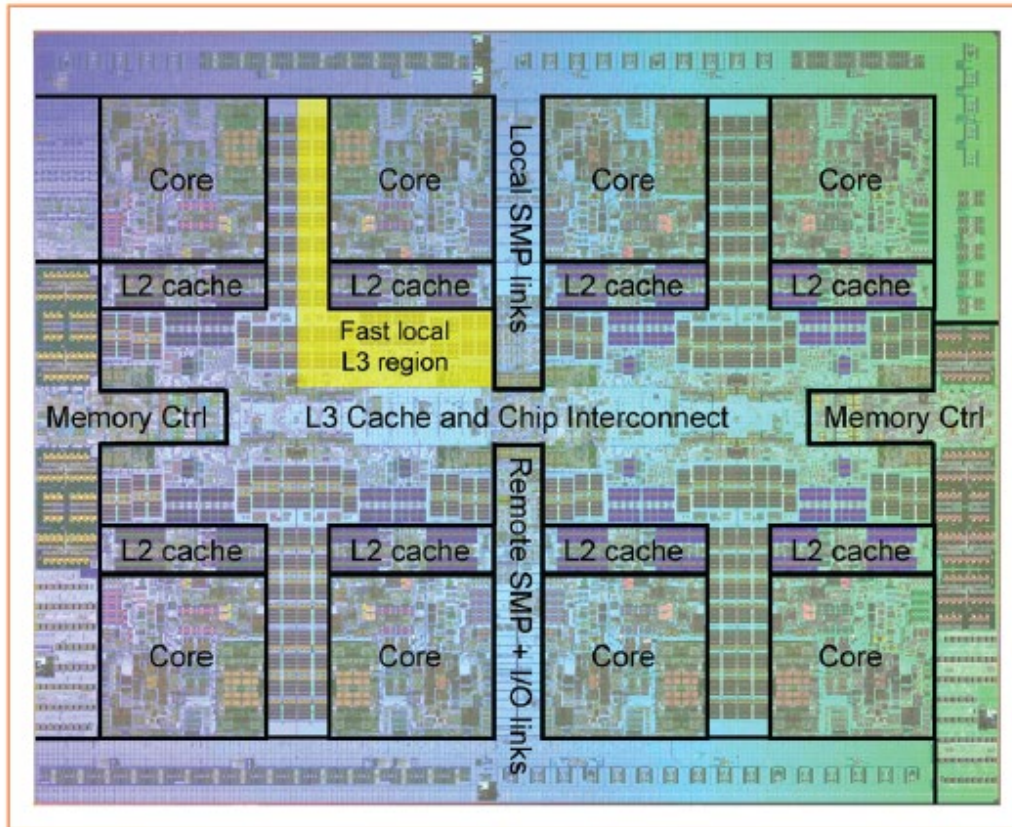 Core
Core
Core
Core
Local SMP links
L2 cache
L2 cache
L2 cache
L2 cache
Fast local
L3 region
Memory Ctrl
L3 Cache and Chip Interconnect
Memory Ctrl
Remote SMP + I/O links
L2 cache
L2 cache
L2 cache
L2 cache
Core
Core
Core
Core